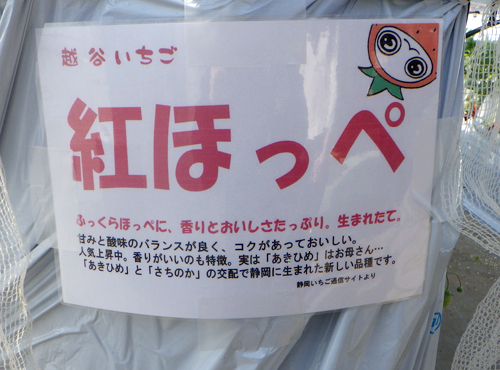 越谷いちご
紅ほっぺ
ふっくらほっぺに、香りとおいしさたっぷり。生まれたて。
甘みと酸味のバランスが良く、コクがあっておいしい。
人気上昇中。香りがいいのも特徴。実は「あきひめ」はお母さん…
「あきひめ」と「さちのか」の交配で静岡に生まれた新しい品種です。
静岡いちご通信サイトより